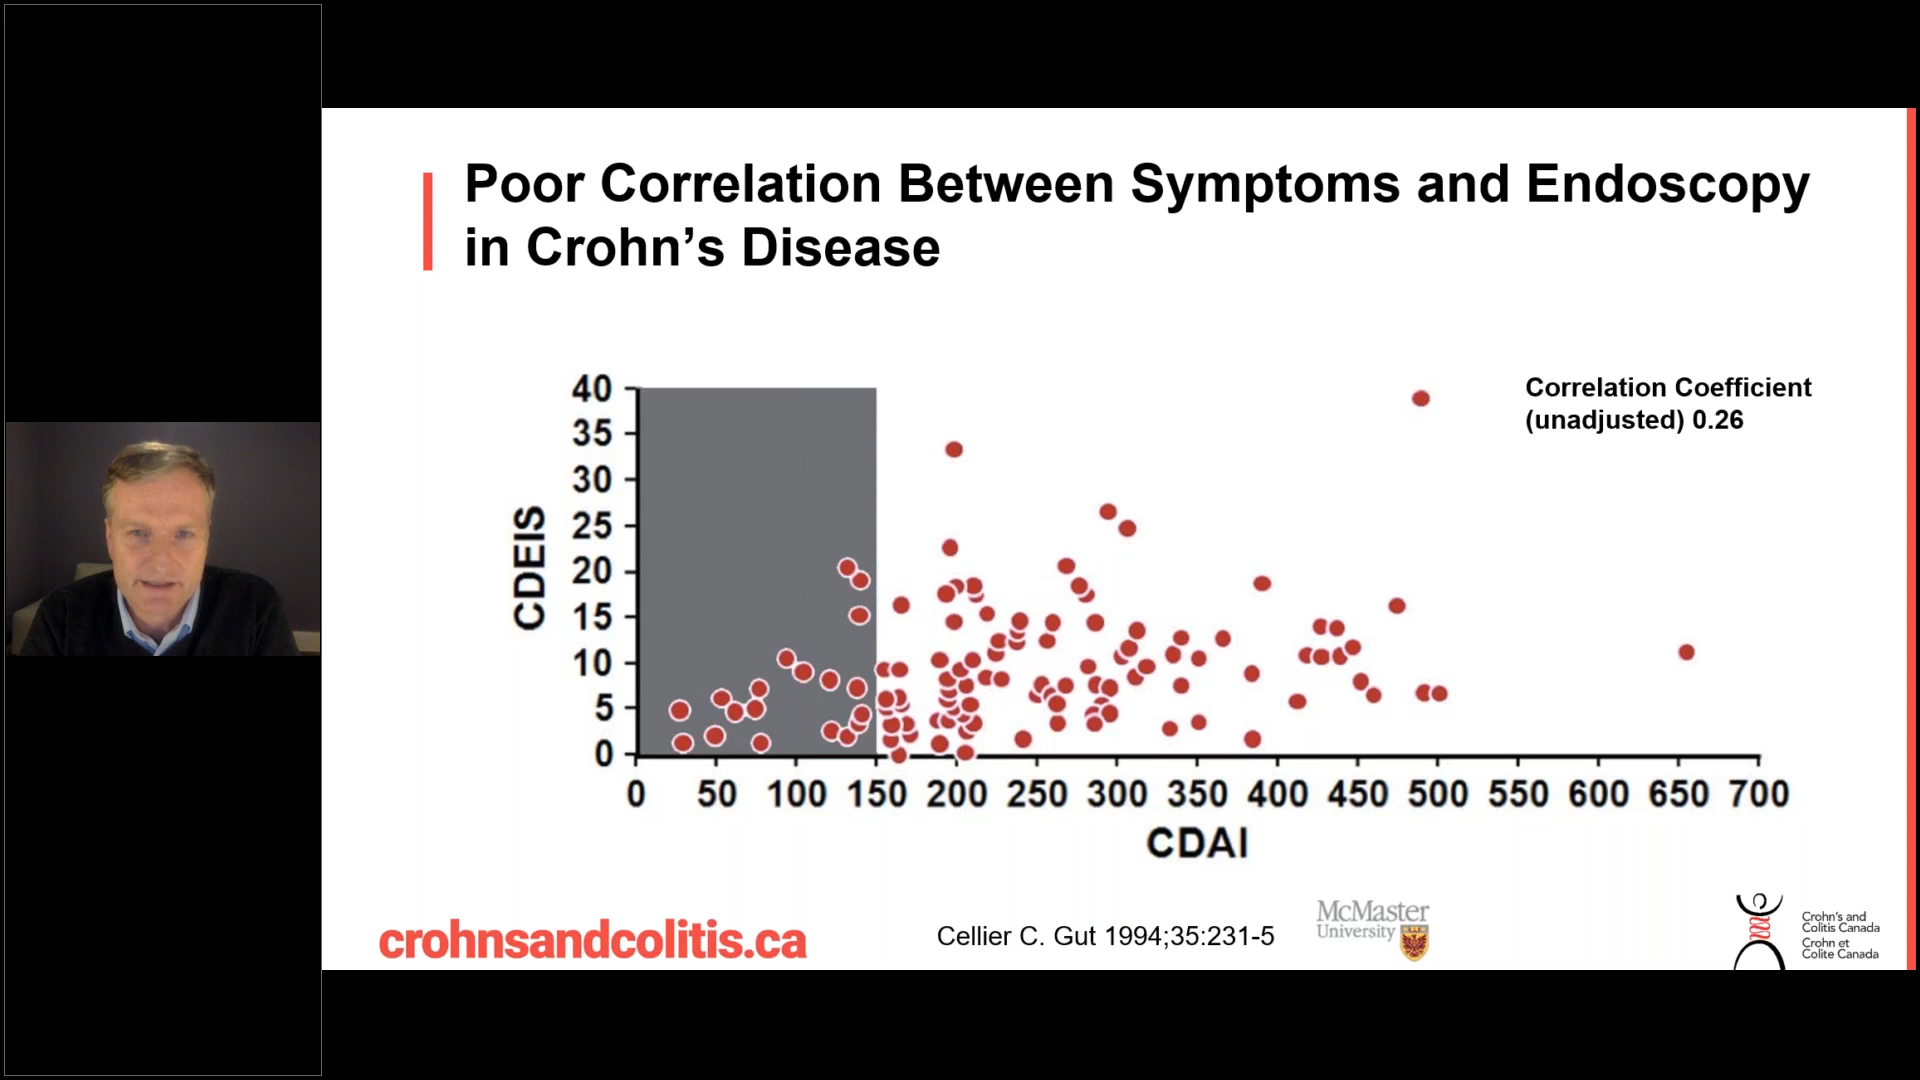 Poor Correlation Between Symptoms and Endoscopy
in Crohn’s Disease
Correlation Coefficient
(unadjusted) 0.26
CDEIS
40
35
30
25
20
15
10
5
0
0 50 100 150 200 250 300 350 400 450 500 550 600 650 700
CDAI
crohnsandcolitis.ca
Cellier C. Gut 1994;35:231-5
McMaster
University
Crohn's and
Colitis Canada
Crohn et
Colite Canada